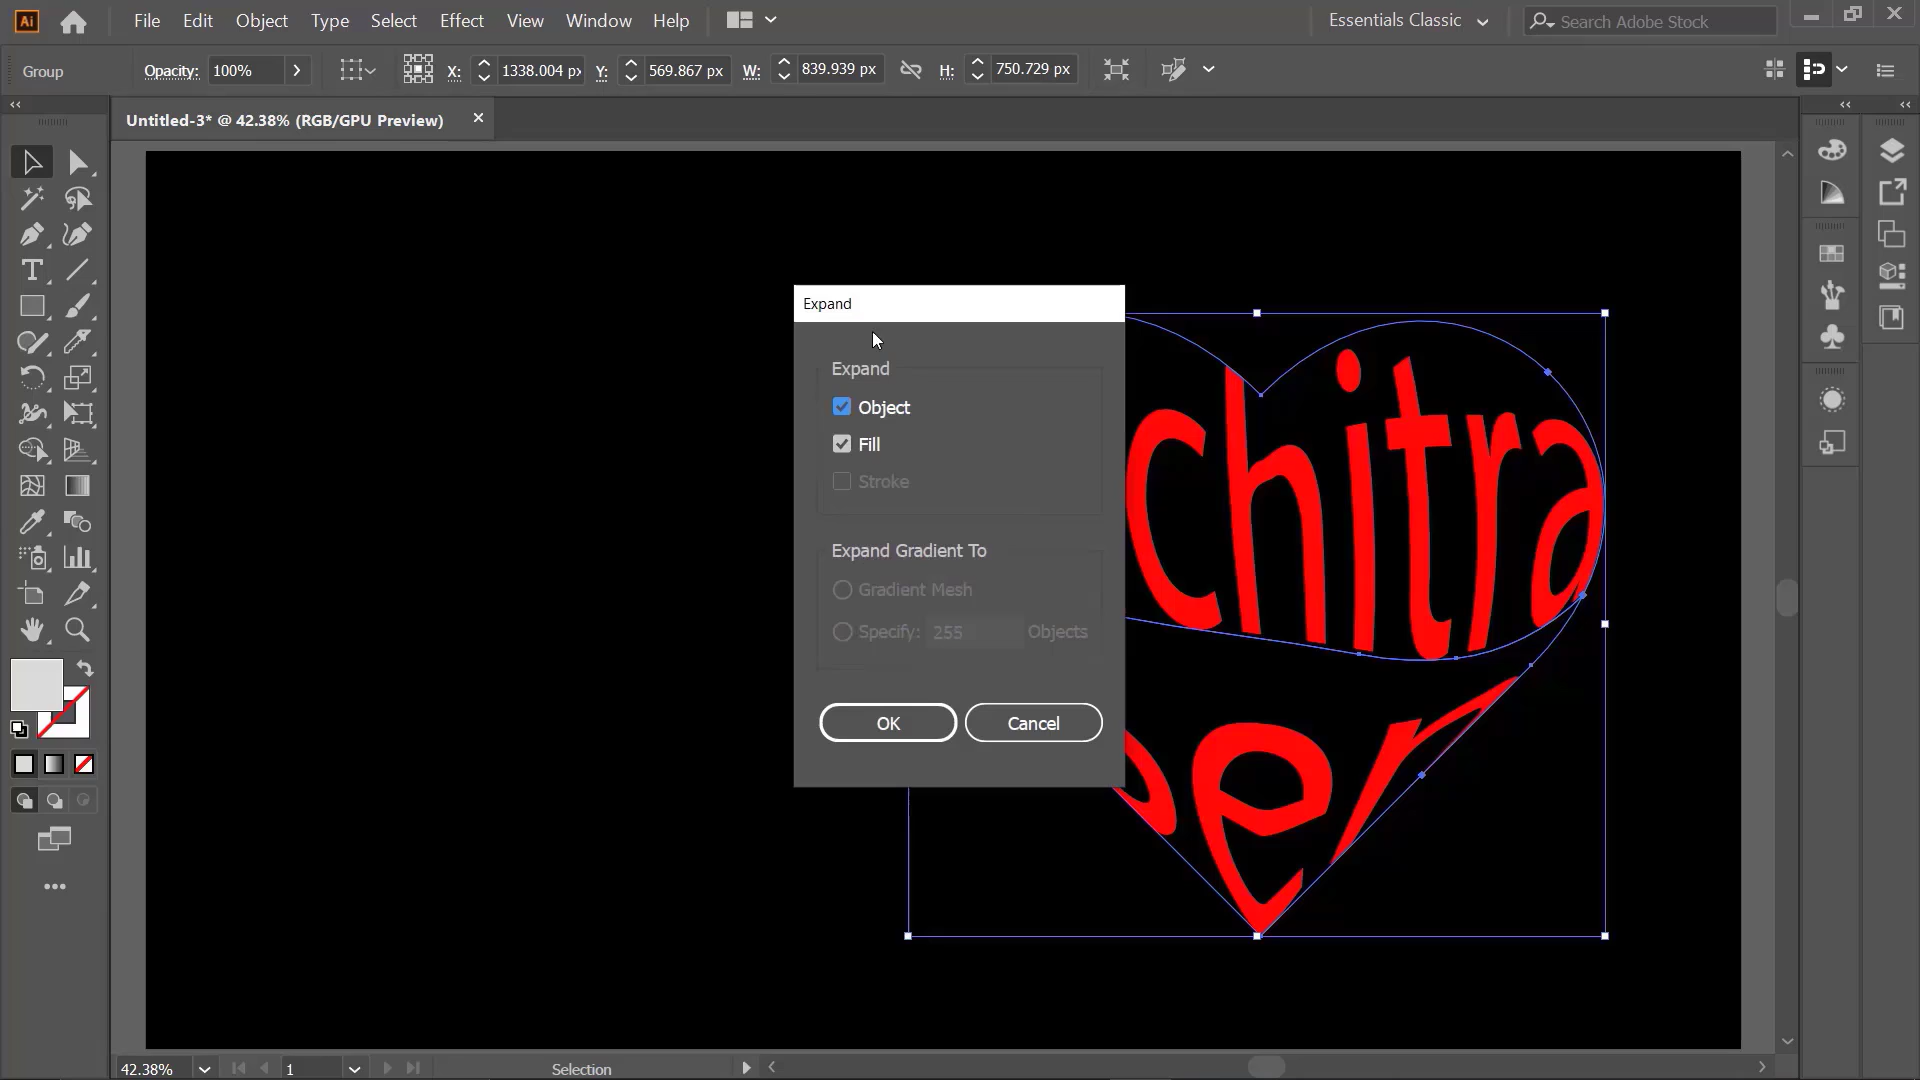 Ai File Edit Object Type Select Effect View Window Help Essentials Classic Search Adobe Stock
Group Opacity: 100% X: 1338.004 px Y: 569.867 px W: 839.939 px H: 750.729 px
Untitled-3* @ 42.38% (RGB/GPU Preview)
Expand
Expand
Object
Fill
Stroke
Expand Gradient To
Gradient Mesh
Specify: 255 Objects
OK Cancel
chitra
er
42.38% 1 Selection